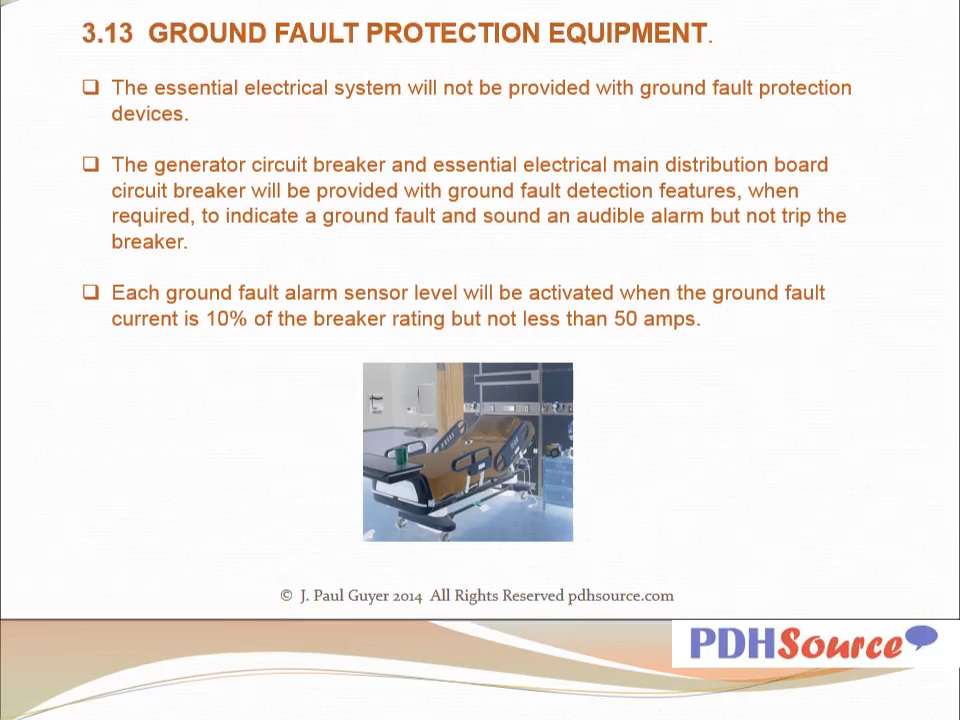 3.13 GROUND FAULT PROTECTION EQUIPMENT.
❑ The essential electrical system will not be provided with ground fault protection
devices.
❑ The generator circuit breaker and essential electrical main distribution board
circuit breaker will be provided with ground fault detection features, when
required, to indicate a ground fault and sound an audible alarm but not trip the
breaker.
❑ Each ground fault alarm sensor level will be activated when the ground fault
current is 10% of the breaker rating but not less than 50 amps.
© J. Paul Guyer 2014 All Rights Reserved pdhsource.com
PDHSource